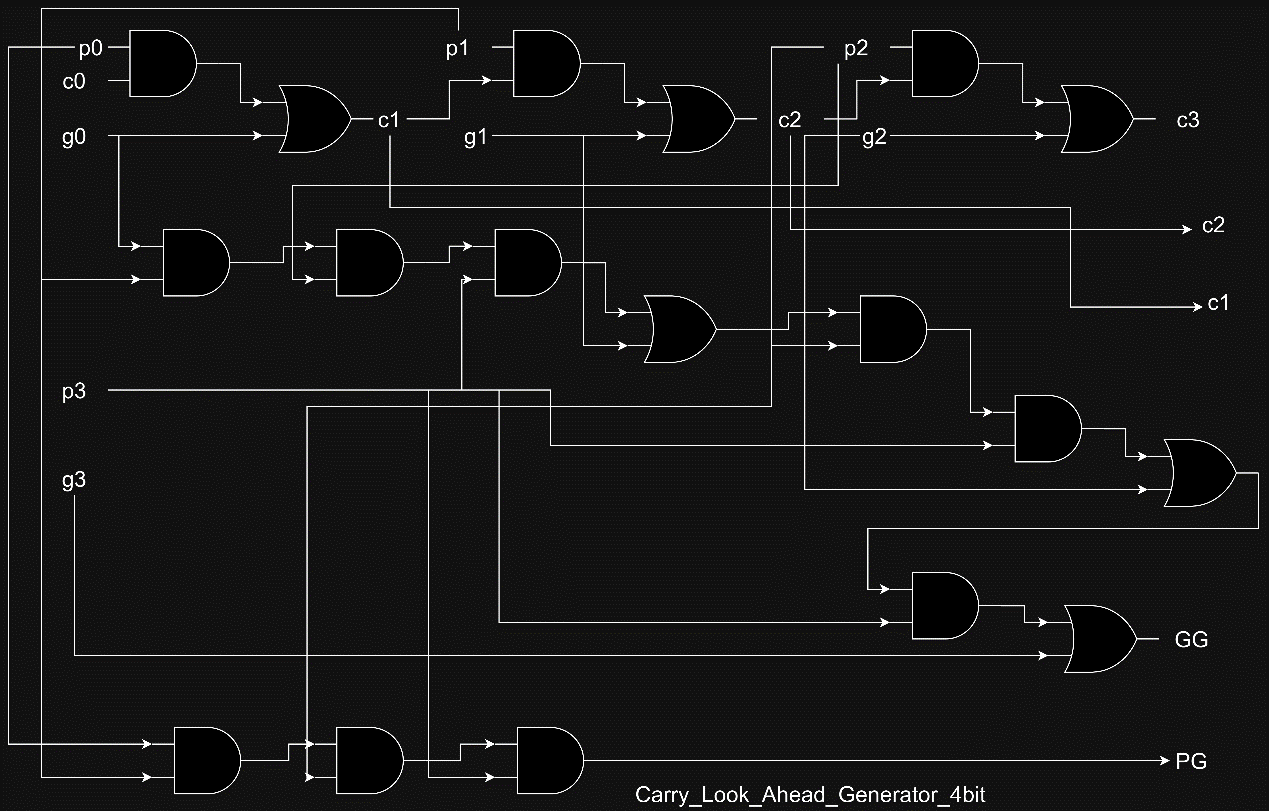 p0 p1 p2
c0
g0 c1 g1 c2 g2 c3
c2
c1
p3
g3
GG
PG
Carry_Look_Ahead_Generator_4bit